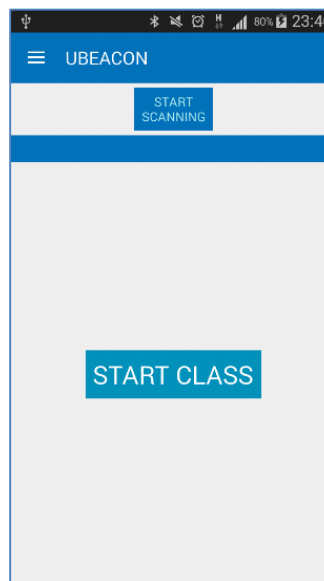 H 80% 23:4
UBEACON
START
SCANNING
START CLASS